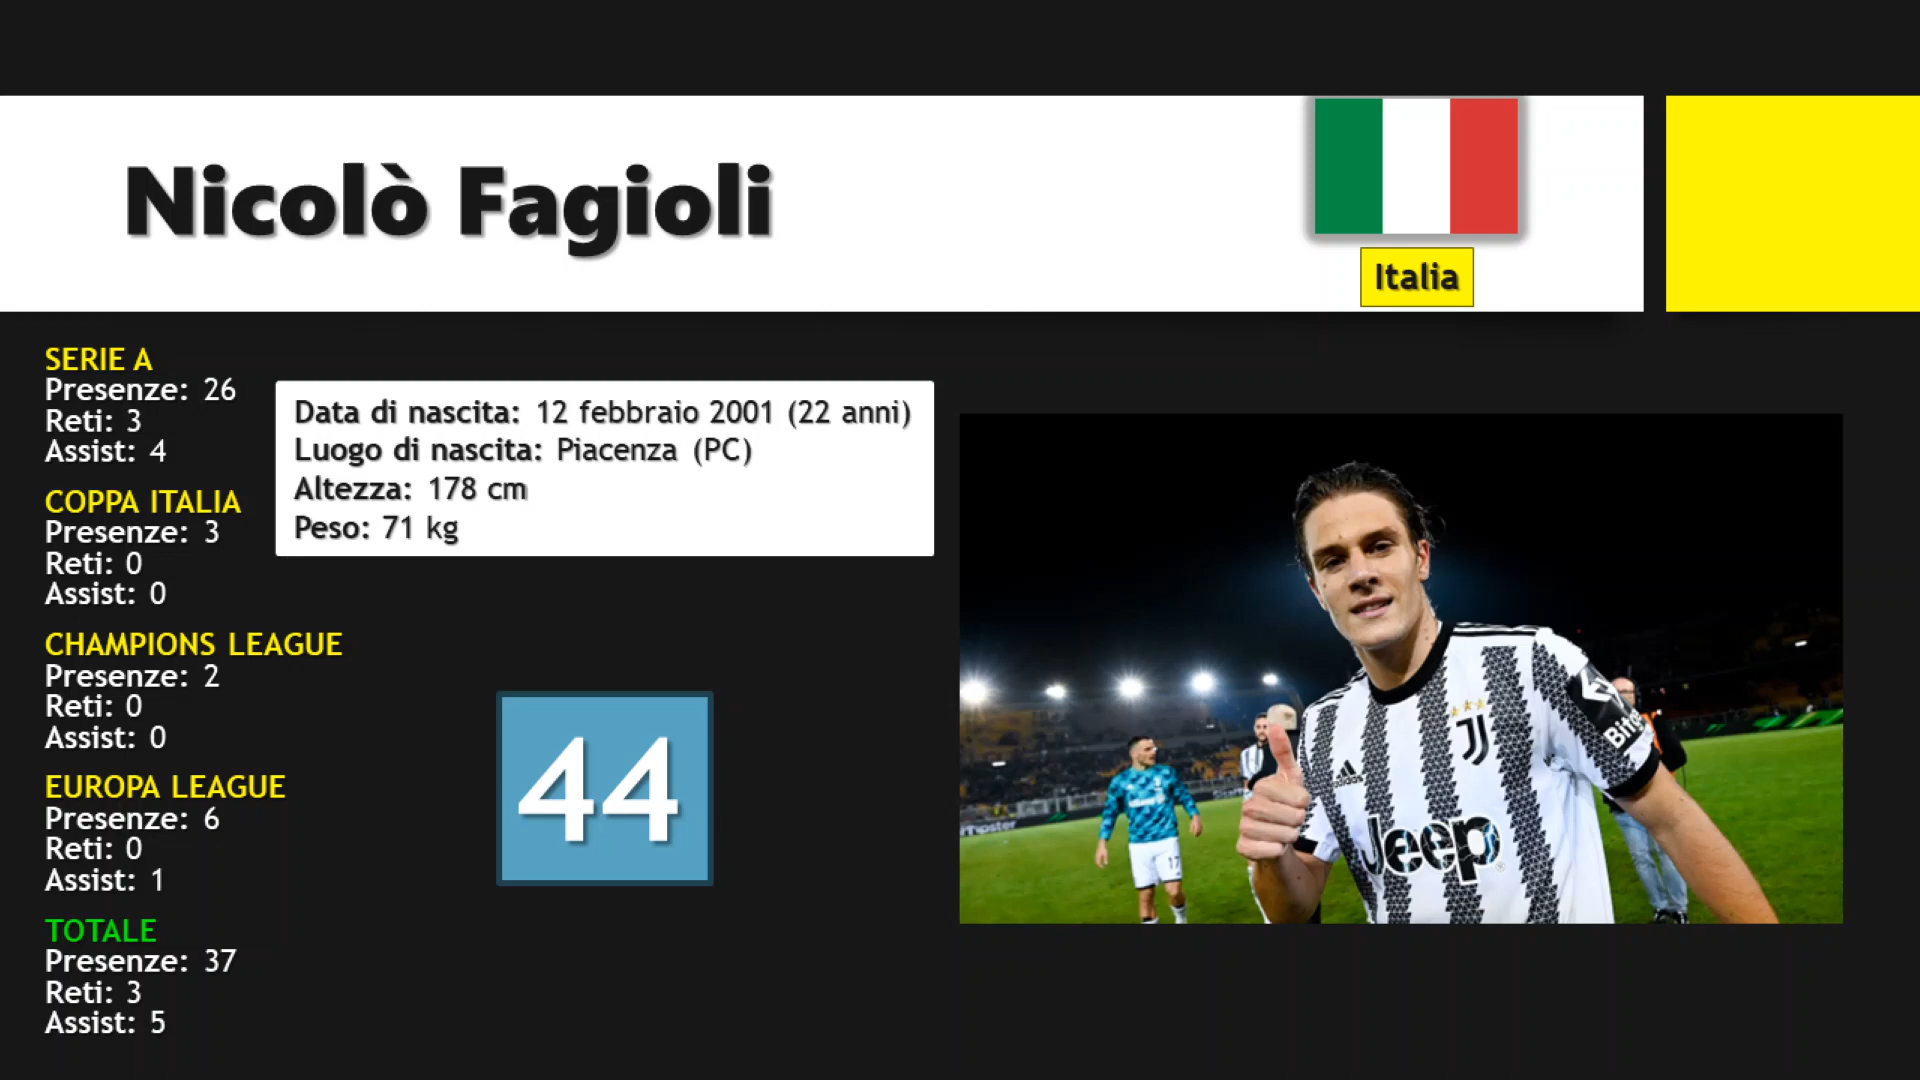 Nicolò Fagioli
Italia
SERIE A
Presenze: 26
Reti: 3
Assist: 4
COPPA ITALIA
Presenze: 3
Reti: 0
Assist: 0
CHAMPIONS LEAGUE
Presenze: 2
Reti: 0
Assist: 0
EUROPA LEAGUE
Presenze: 6
Reti: 0
Assist: 1
TOTALE
Presenze: 37
Reti: 3
Assist: 5
Data di nascita: 12 febbraio 2001 (22 anni)
Luogo di nascita: Piacenza (PC)
Altezza: 178 cm
Peso: 71 kg
44
adidas
Jeep
17